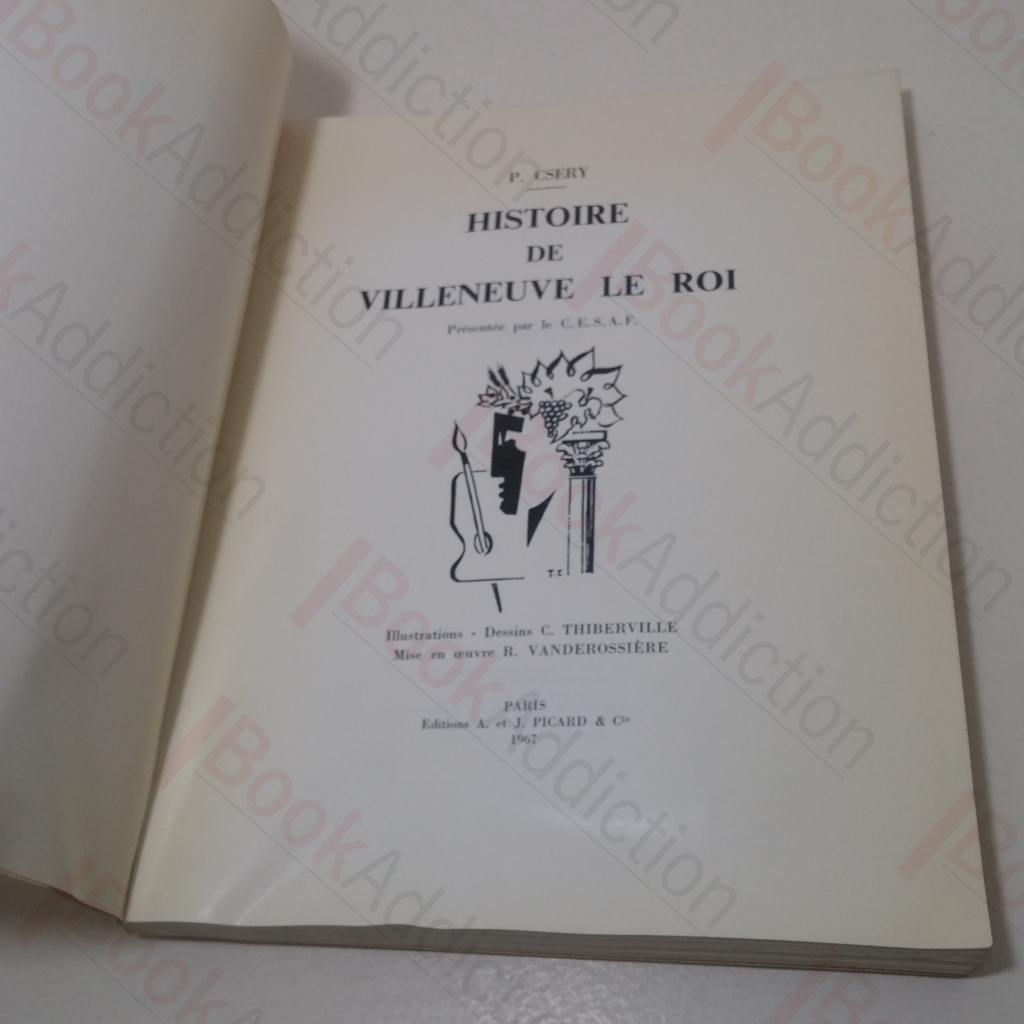 P. CSERY
HISTOIRE
DE
VILLENEUVE LE ROI
Présentée par le C.E.S.A.F.
T.C
Illustrations - Dessins C. THIBERVILLE
Mise en œuvre R. VANDEROSSIÈRE
PARIS
Editions A. et J. PICARD & Cie
1967
BookAddiction